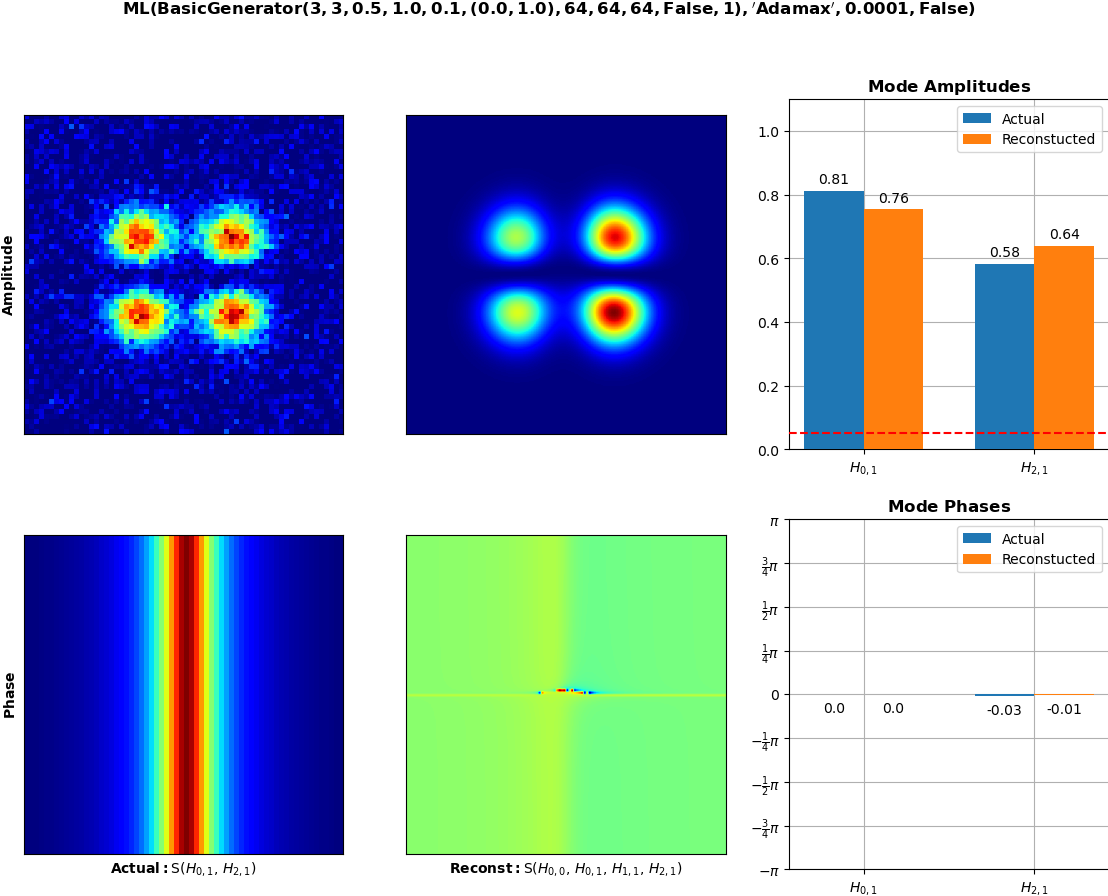 ML(BasicGenerator(3, 3, 0.5, 1.0, 0.1, (0.0, 1.0), 64, 64, 64, False, 1), ′Adamax′, 0.0001, False)
Amplitude
Mode Amplitudes
Actual
Reconstucted
1.0
0.8
0.6
0.4
0.2
0.0
0.81
0.76
0.58
0.64
H0, 1
H2, 1
Phase
Actual: S(H0, 1, H2, 1)
Reconst: S(H0, 0, H0, 1, H1, 1, H2, 1)
Mode Phases
Actual
Reconstucted
π
3/4π
1/2π
1/4π
0
−1/4π
−1/2π
−3/4π
−π
0.0
0.0
-0.03
-0.01
H0, 1
H2, 1